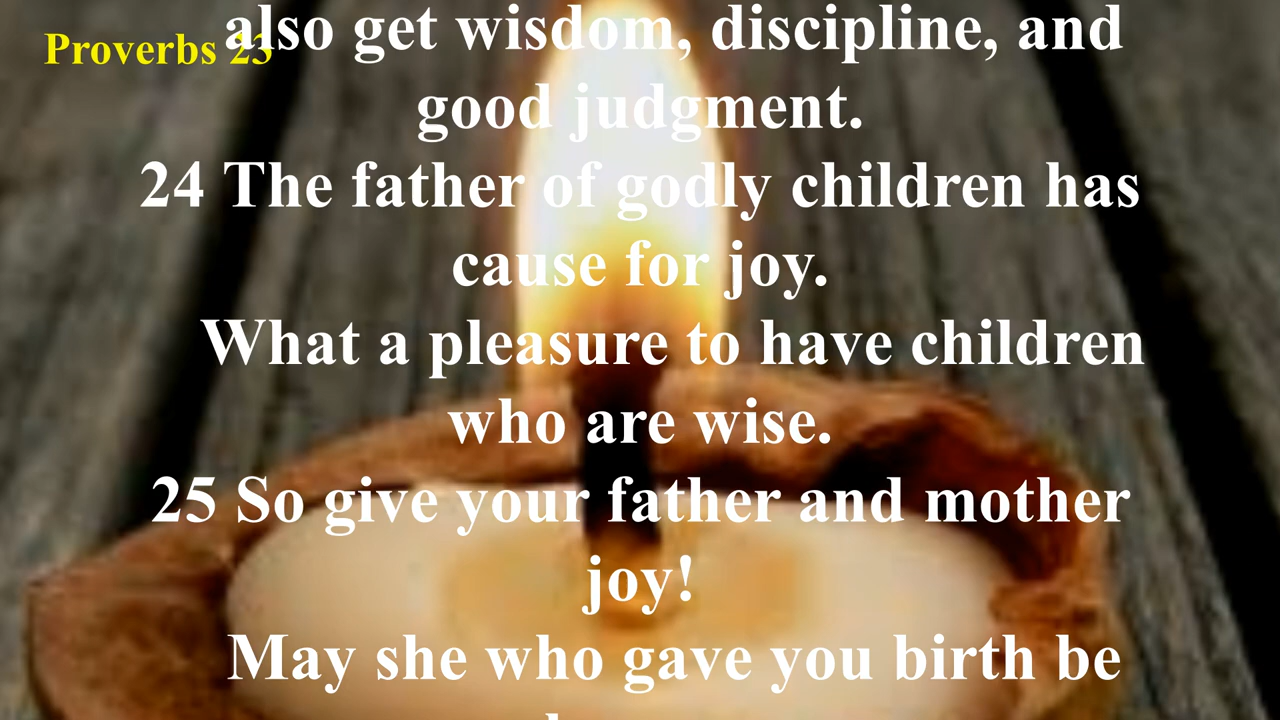 Proverbs 23
also get wisdom, discipline, and
good judgment.
24 The father of godly children has
cause for joy.
What a pleasure to have children
who are wise.
25 So give your father and mother
joy!
May she who gave you birth be